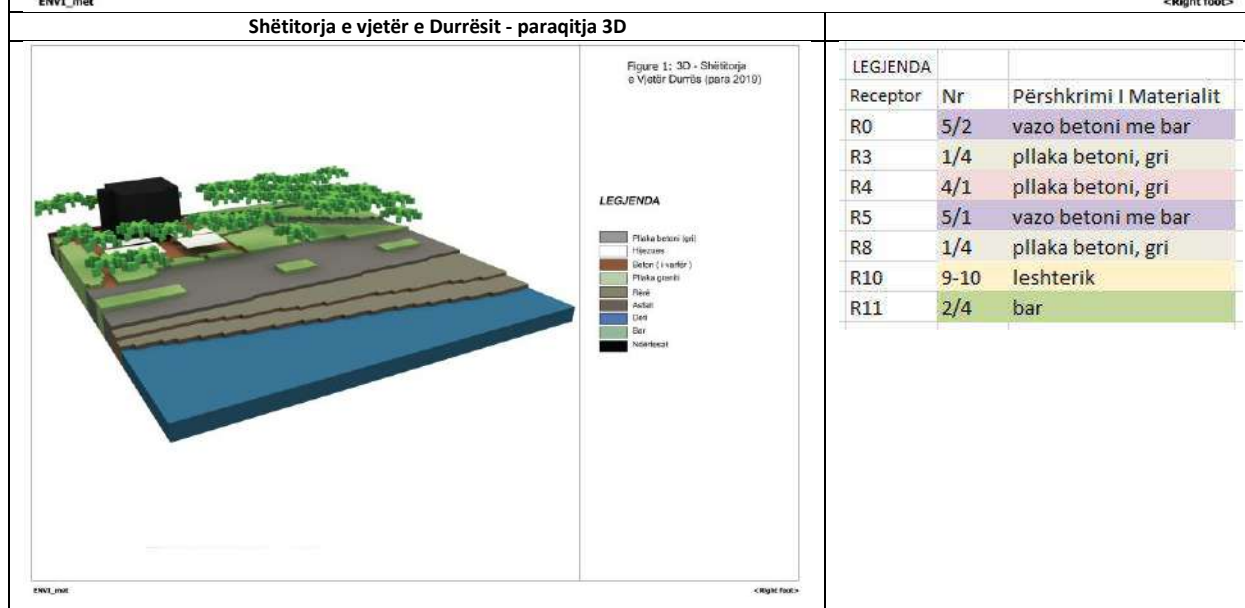 ENVI_met
<Right foot>
Shëtitorja e vjetër e Durrësit - paraqitja 3D
Figure 1: 3D - Shëtitorja
e Vjetër Durrës (para 2019)
LEGJENDA
Pllaka betoni (gri)
Hijezues
Beton ( i varfër )
Pllaka graniti
Rërë
Asfalt
Deti
Bar
Ndërtesat
ENVI_met
<Right foot>
LEGJENDA
Receptor Nr Përshkrimi I Materialit
R0 5/2 vazo betoni me bar
R3 1/4 pllaka betoni, gri
R4 4/1 pllaka betoni, gri
R5 5/1 vazo betoni me bar
R8 1/4 pllaka betoni, gri
R10 9-10 leshterik
R11 2/4 bar